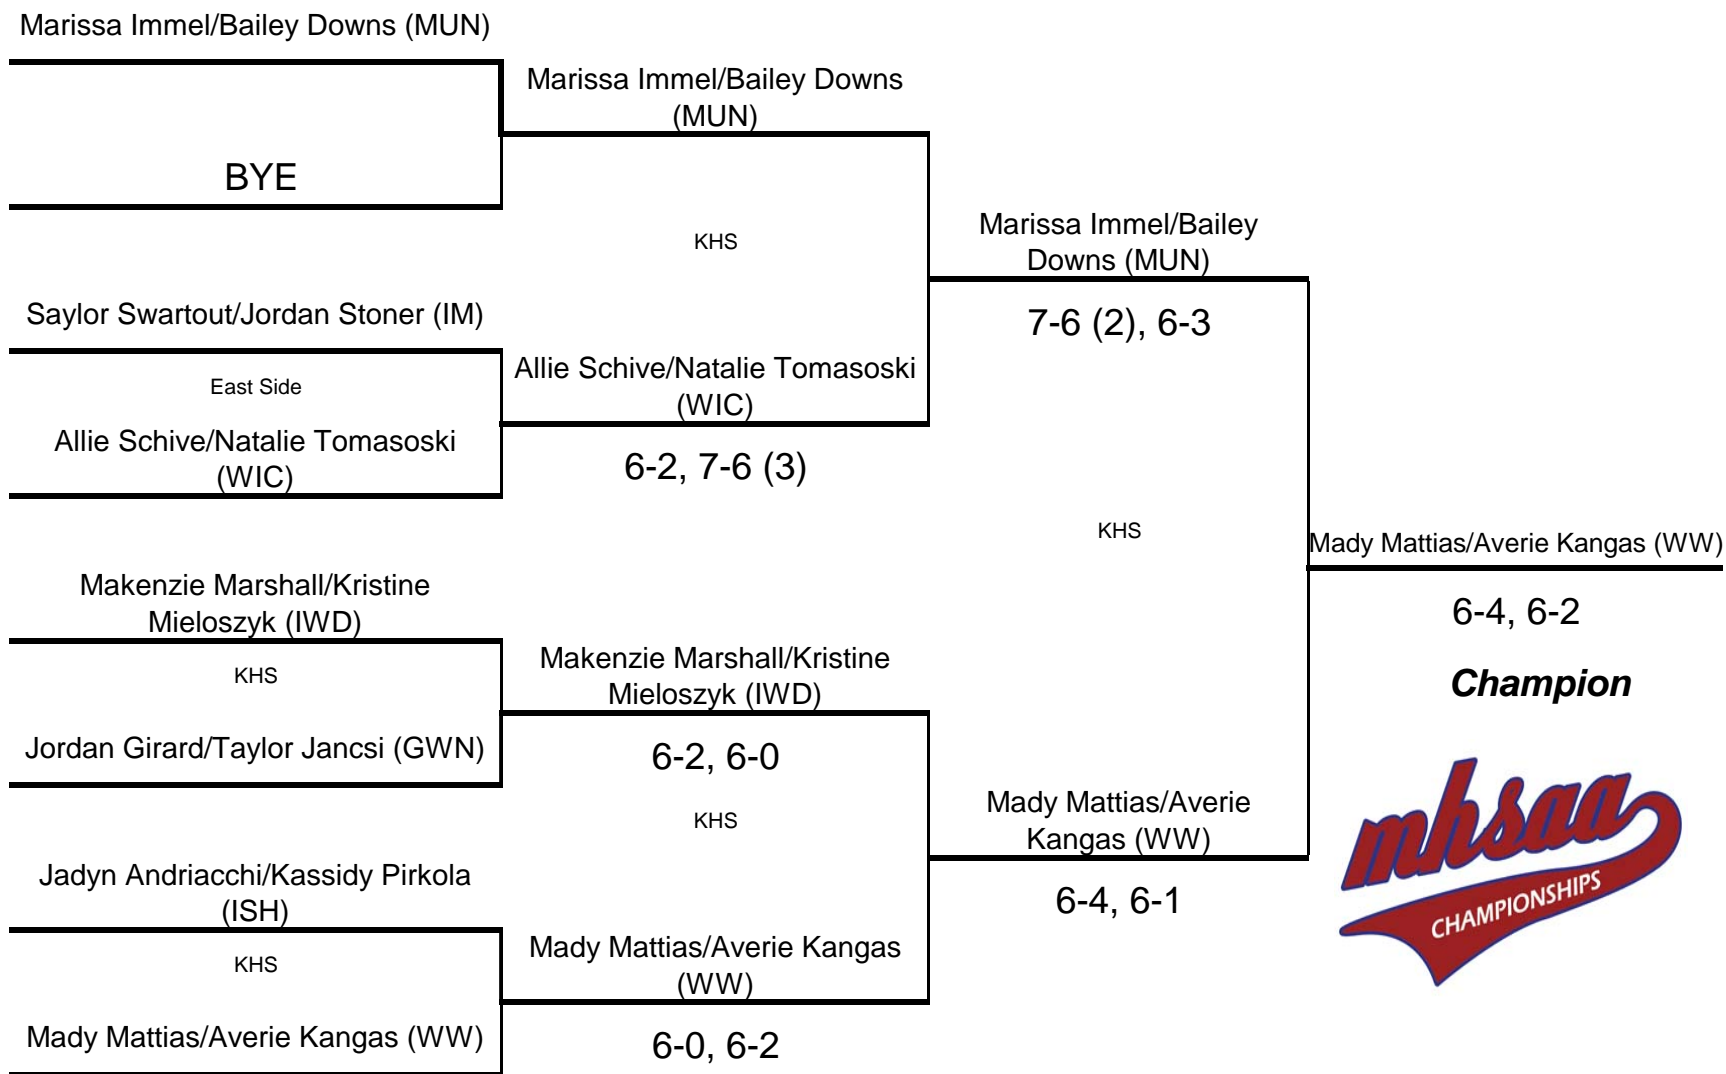 Marissa Immel/Bailey Downs (MUN)
BYE
Saylor Swartout/Jordan Stoner (IM)
East Side
Allie Schive/Natalie Tomasoski
(WIC)
Makenzie Marshall/Kristine
Mieloszyk (IWD)
KHS
Jordan Girard/Taylor Jancsi (GWN)
Jadyn Andriacchi/Kassidy Pirkola
(ISH)
KHS
Mady Mattias/Averie Kangas (WW)
Marissa Immel/Bailey Downs
(MUN)
KHS
Allie Schive/Natalie Tomasoski
(WIC)
6-2, 7-6 (3)
Makenzie Marshall/Kristine
Mieloszyk (IWD)
6-2, 6-0
KHS
Mady Mattias/Averie Kangas
(WW)
6-0, 6-2
Marissa Immel/Bailey
Downs (MUN)
7-6 (2), 6-3
KHS
Mady Mattias/Averie
Kangas (WW)
6-4, 6-1
Mady Mattias/Averie Kangas (WW)
6-4, 6-2
Champion
mhsaa
CHAMPIONSHIPS